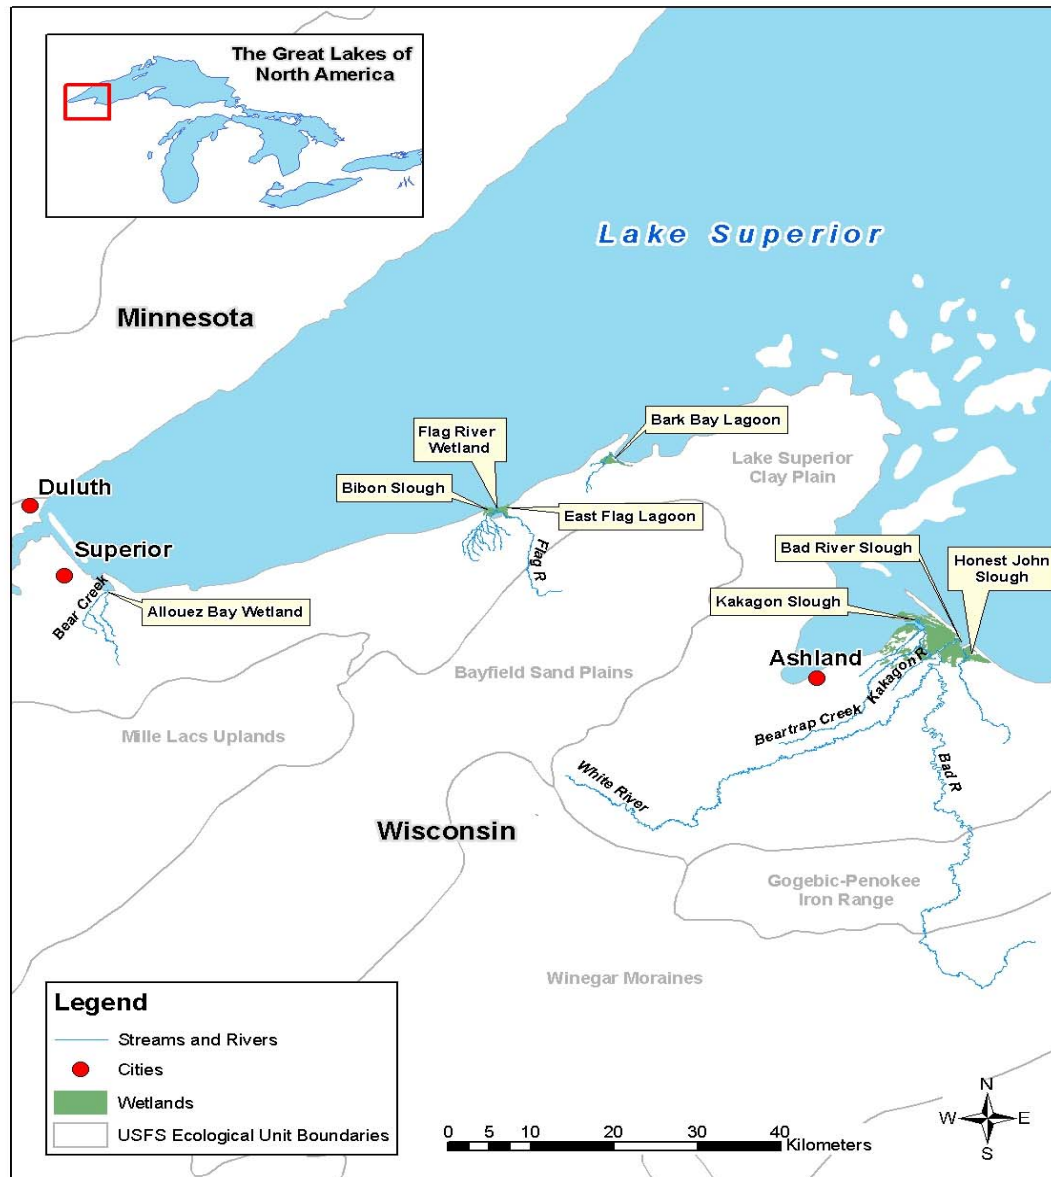 The Great Lakes of
North America
Lake Superior
Minnesota
Bark Bay Lagoon
Flag River
Wetland
Lake Superior
Clay Plain
Bibon Slough
Duluth
East Flag Lagoon
Superior
Flag R
Bad River Slough
Honest John
Slough
Bear Creek
Allouez Bay Wetland
Kakagon Slough
Ashland
Kakagon R
Bayfield Sand Plains
Beartrap Creek
Mille Lacs Uplands
White River
Bad R
Wisconsin
Gogebic-Penokee
Iron Range
Winegar Moraines
Legend
Streams and Rivers
Cities
Wetlands
USFS Ecological Unit Boundaries
N
W E
S
0 5 10 20 30 40
Kilometers